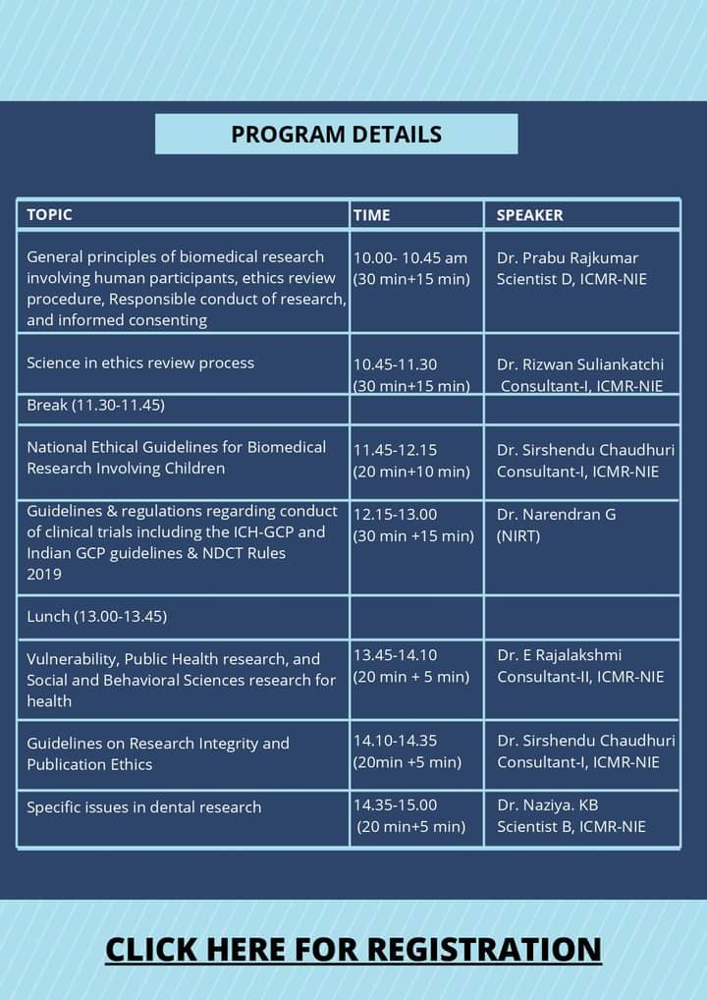 PROGRAM DETAILS
TOPIC
TIME
SPEAKER
General principles of biomedical research
involving human participants, ethics review
procedure, Responsible conduct of research,
and informed consenting
10.00- 10.45 am
(30 min+15 min)
Dr. Prabu Rajkumar
Scientist D, ICMR-NIE
Science in ethics review process
10.45-11.30
(30 min+15 min)
Dr. Rizwan Suliankatchi
Consultant-I, ICMR-NIE
Break (11.30-11.45)
National Ethical Guidelines for Biomedical
Research Involving Children
11.45-12.15
(20 min+10 min)
Dr. Sirshendu Chaudhuri
Consultant-I, ICMR-NIE
Guidelines & regulations regarding conduct
of clinical trials including the ICH-GCP and
Indian GCP guidelines & NDCT Rules
2019
12.15-13.00
(30 min +15 min)
Dr. Narendran G
(NIRT)
Lunch (13.00-13.45)
Vulnerability, Public Health research, and
Social and Behavioral Sciences research for
health
13.45-14.10
(20 min + 5 min)
Dr. E Rajalakshmi
Consultant-II, ICMR-NIE
Guidelines on Research Integrity and
Publication Ethics
14.10-14.35
(20min +5 min)
Dr. Sirshendu Chaudhuri
Consultant-I, ICMR-NIE
Specific issues in dental research
14.35-15.00
(20 min+5 min)
Dr. Naziya. KB
Scientist B, ICMR-NIE
CLICK HERE FOR REGISTRATION